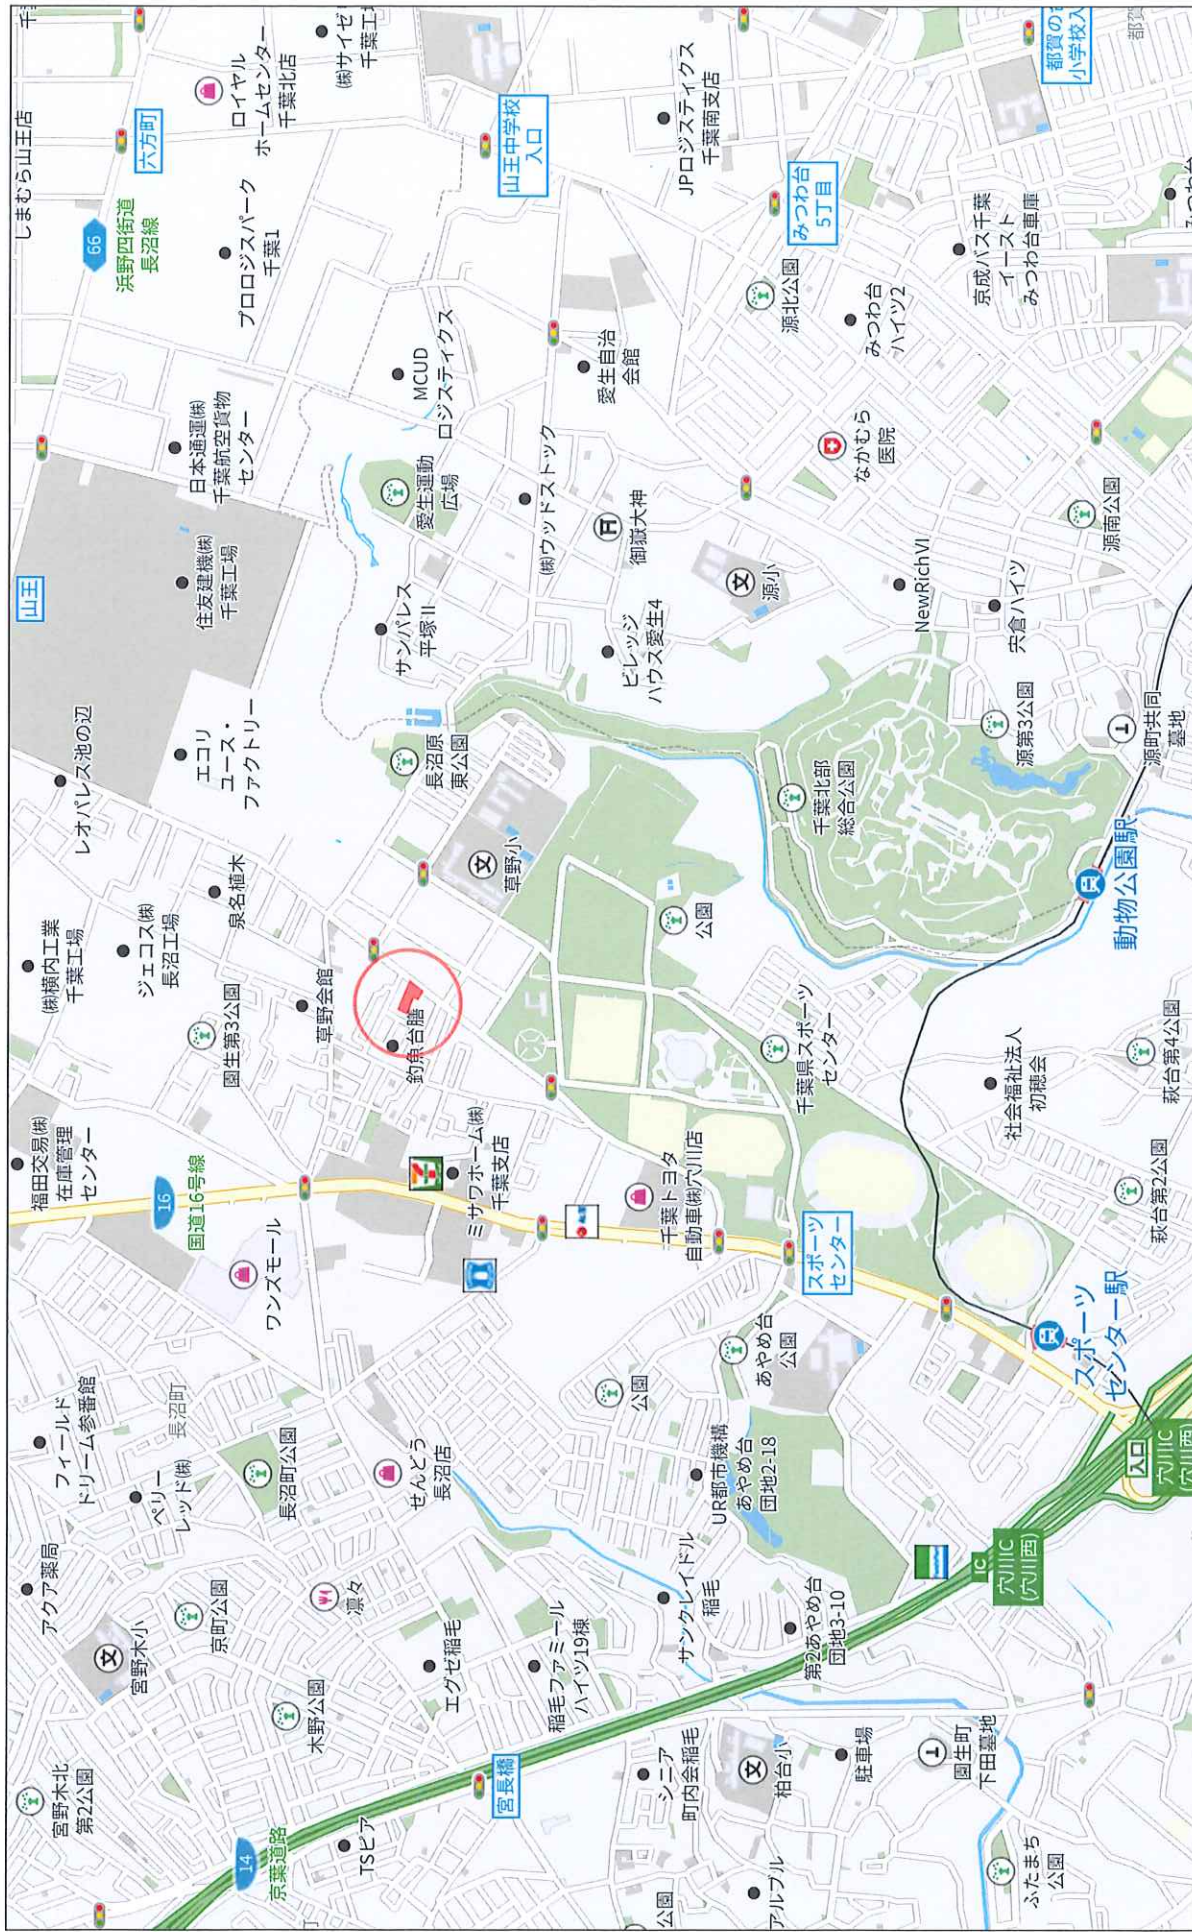 宮野木北
第2公園
アクア薬局
フィールド
ドリーム参番館
福田交易㈱
在庫管理
センター
㈱横内工業
千葉工場
レオパレス池の辺
山王
しまむら山王店
宮野木小
ペリー
レッド㈱
長沼町
16
国道16号線
ジェコス㈱
長沼工場
66
浜野四街道
長沼線
六方町
京町公園
園生第3公園
泉名植木
エコリ
ユース・
ファクトリー
住友建機㈱
千葉工場
日本通運㈱
千葉航空貨物
センター
プロロジスパーク
千葉1
ロイヤル
ホームセンター
千葉北店
14
京葉道路
木野公園
長沼町公園
ワンズモール
草野会館
㈱サイゼ
千葉工
TSピア
凛々
せんどう
長沼店
釣魚台膳
長沼原
東公園
サンパレス
平塚Ⅱ
愛生運動
広場
MCUD
ロジスティクス
エグゼ稲毛
ミサワホーム㈱
千葉支店
草野小
山王中学校
入口
宮長橋
稲毛ファミール
ハイツ19棟
㈱ウッドストック
公園
ビレッジ
ハウス愛生4
御嶽大神
愛生自治
会館
シニア
町内会稲毛
サンクレイドル
稲毛
千葉トヨタ
自動車㈱穴川店
公園
JPロジスティクス
千葉南支店
公園
UR都市機構
あやめ台
団地2-18
あやめ台
公園
源小
アルブル
柏台小
第2あやめ台
団地3-10
スポーツ
センター
千葉県スポーツ
センター
千葉北部
総合公園
源北公園
みつわ台
5丁目
駐車場
なかむら
医院
みつわ台
ハイツ2
園生町
下田墓地
NewRichⅥ
IC
穴川IC
(穴川西)
社会福祉法人
初穂会
源第3公園
宍倉ハイツ
京成バス千葉
イースト
みつわ台車庫
ふたまち
公園
スポーツ
センター駅
都賀の台
小学校入
動物公園駅
源南公園
入口
穴川IC
(穴川西)
萩台第2公園
萩台第4公園
源町共同
墓地
みつわ台